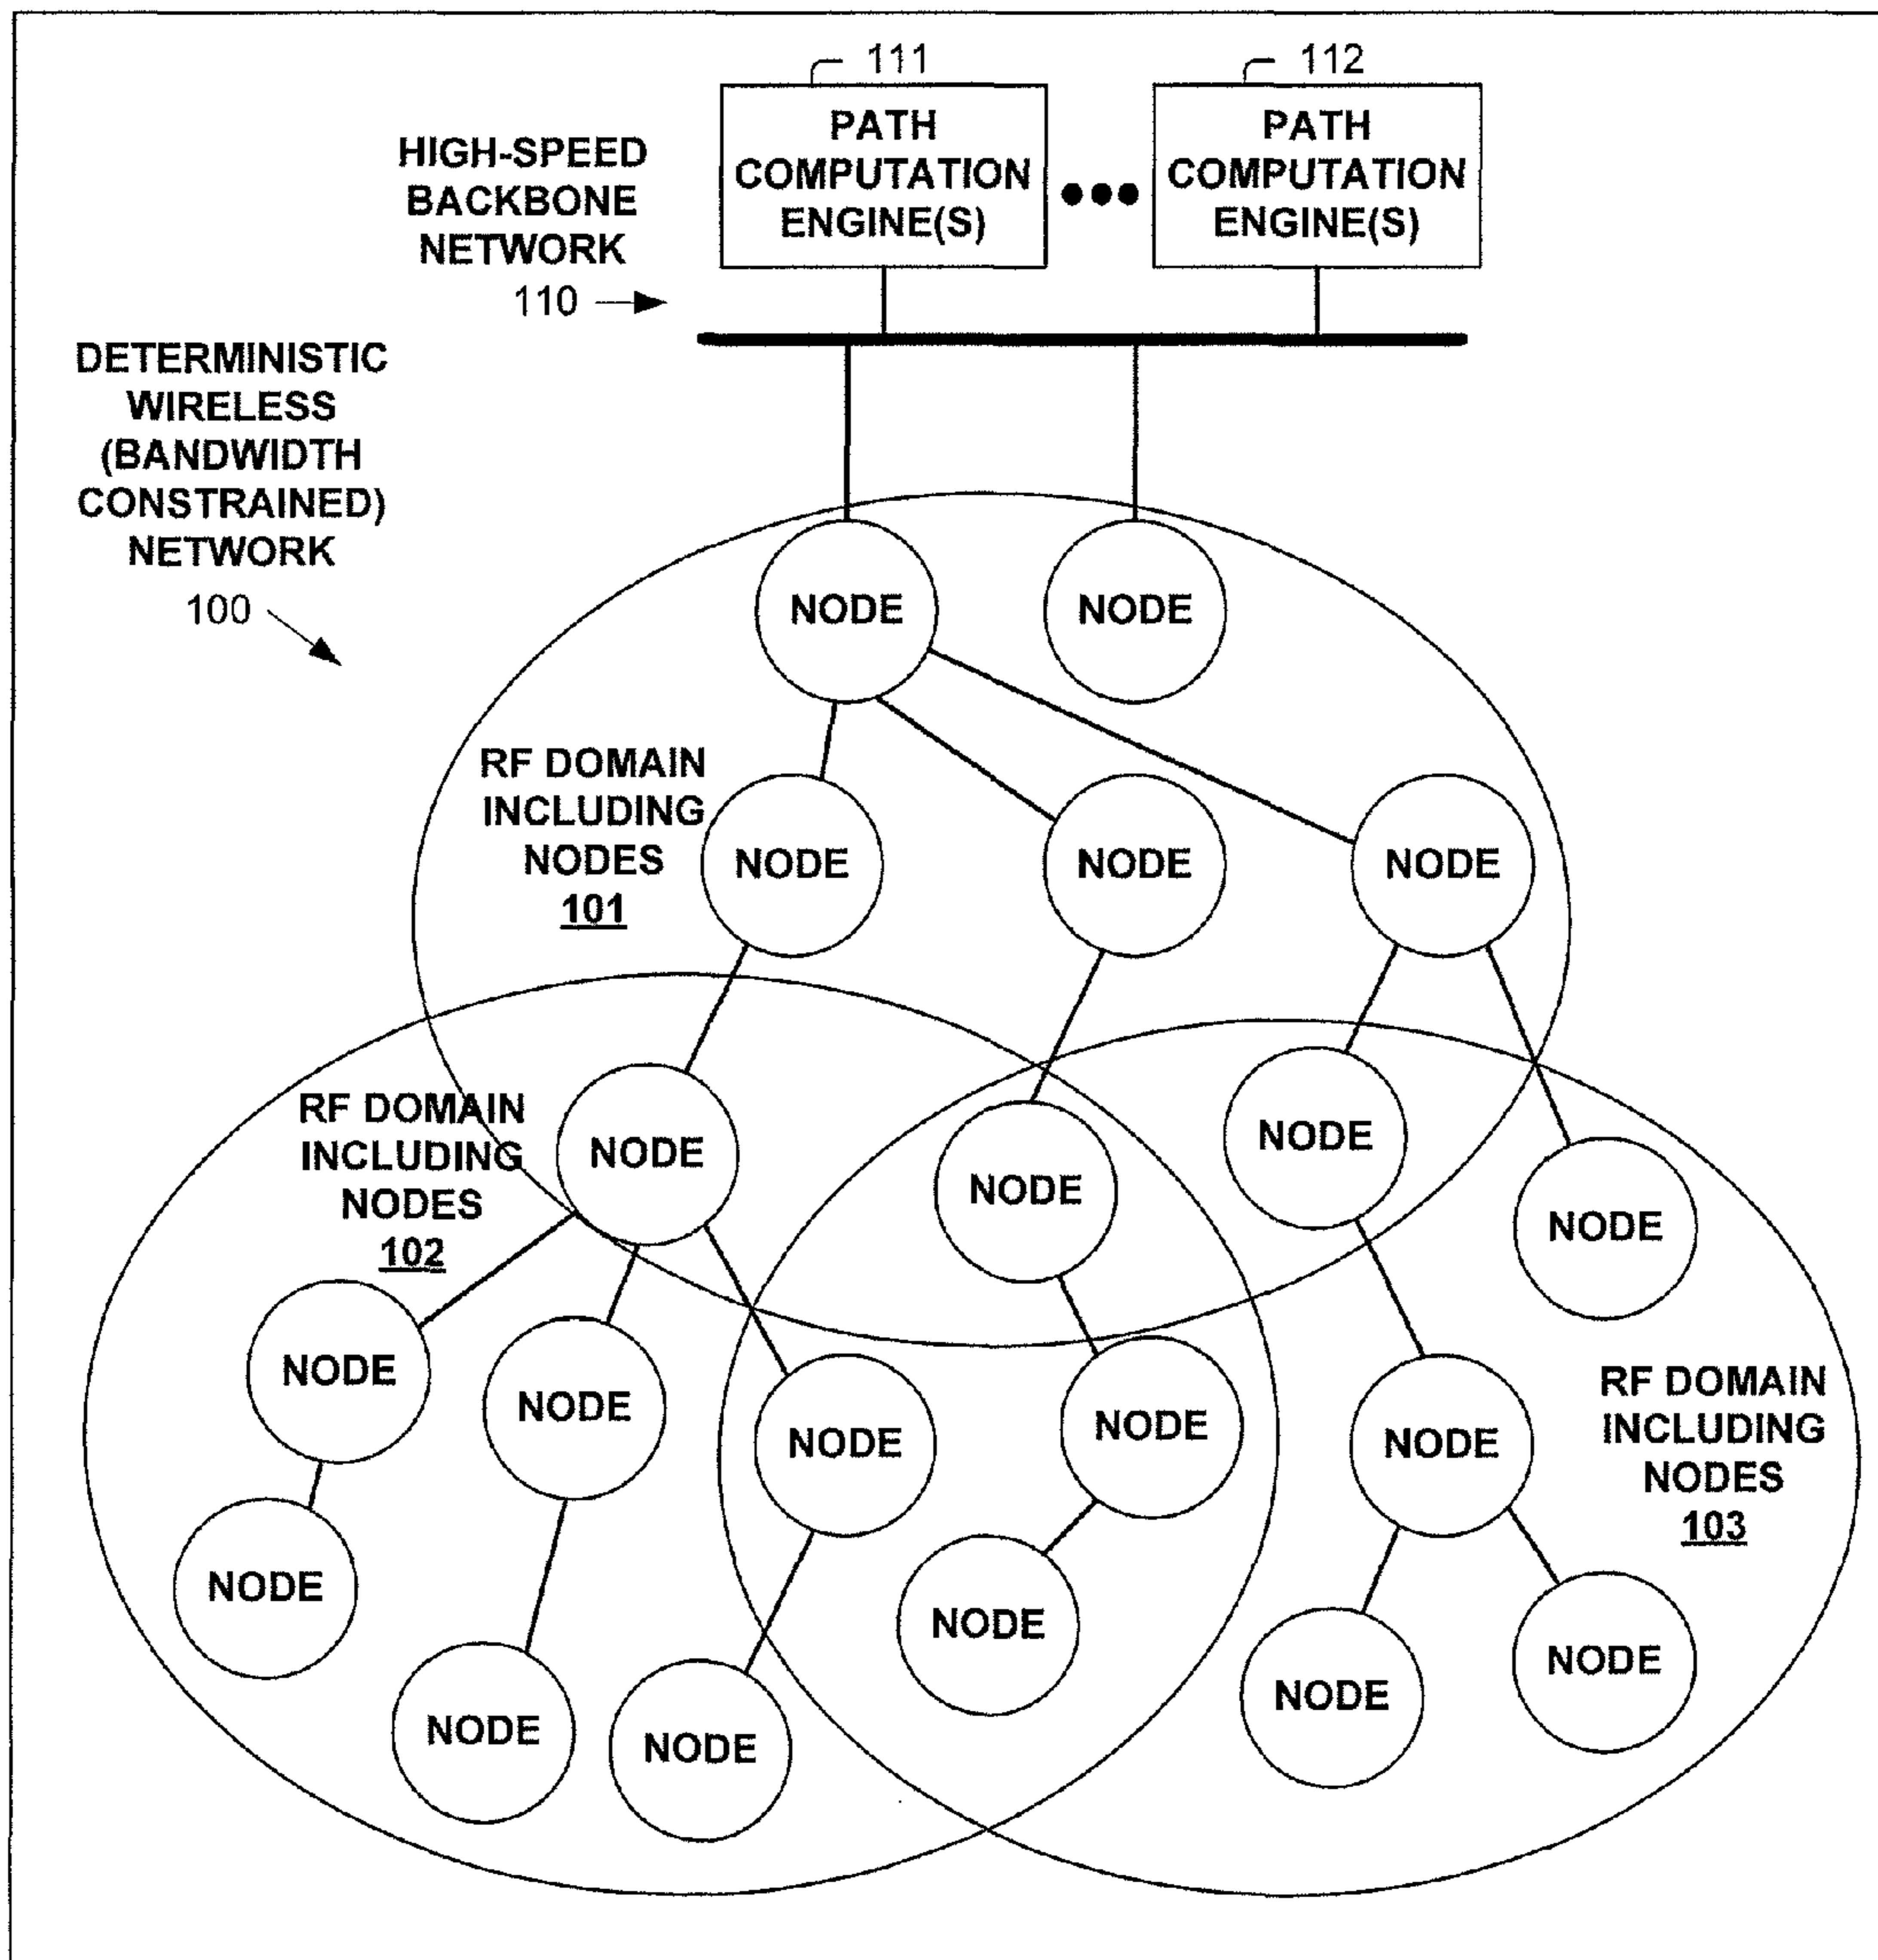 111
112
PATH
COMPUTATION
ENGINE(S)
PATH
COMPUTATION
ENGINE(S)
HIGH-SPEED
BACKBONE
NETWORK
110
DETERMINISTIC
WIRELESS
(BANDWIDTH
CONSTRAINED)
NETWORK
100
NODE
NODE
RF DOMAIN
INCLUDING
NODES
101
NODE
NODE
NODE
RF DOMAIN
INCLUDING
NODES
102
NODE
NODE
NODE
NODE
NODE
NODE
NODE
NODE
NODE
RF DOMAIN
INCLUDING
NODES
103
NODE
NODE
NODE
NODE
NODE
NODE